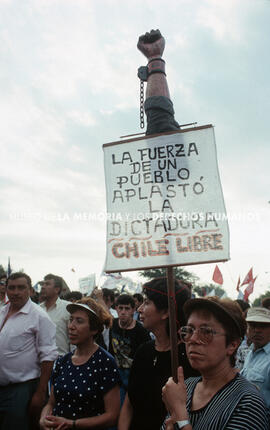 LA FUERZA
DE UN
PUEBLO
APLASTÓ
LA
DICTADURA
CHILE LIBRE
MUSEO DE LA MEMORIA Y LOS DERECHOS HUMANOS